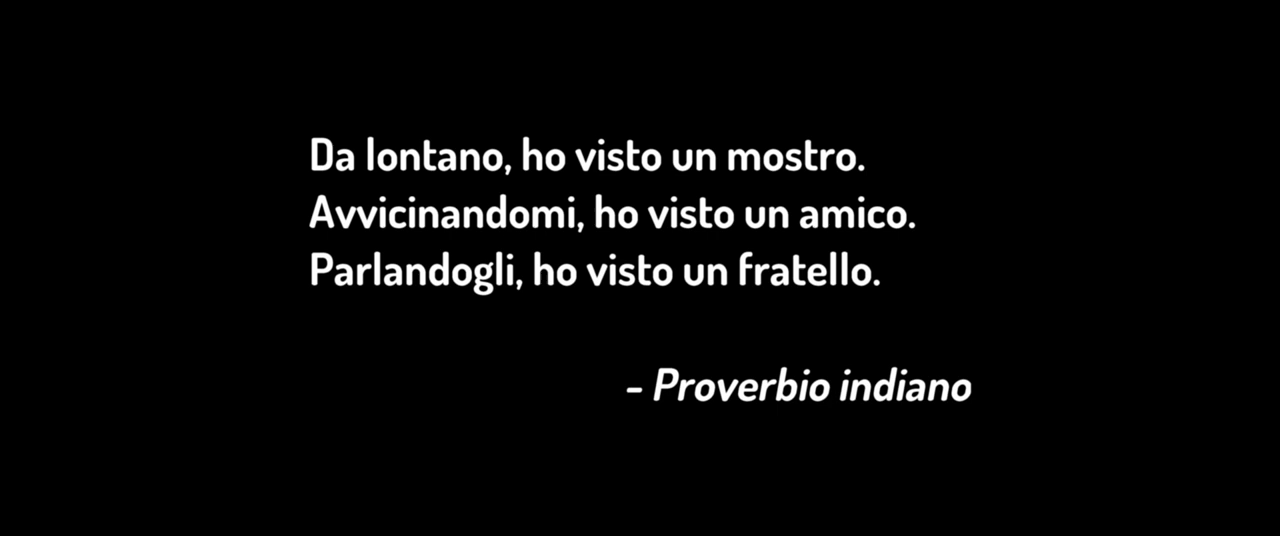 Da lontano, ho visto un mostro.
Avvicinandomi, ho visto un amico.
Parlandogli, ho visto un fratello.
- Proverbio indiano